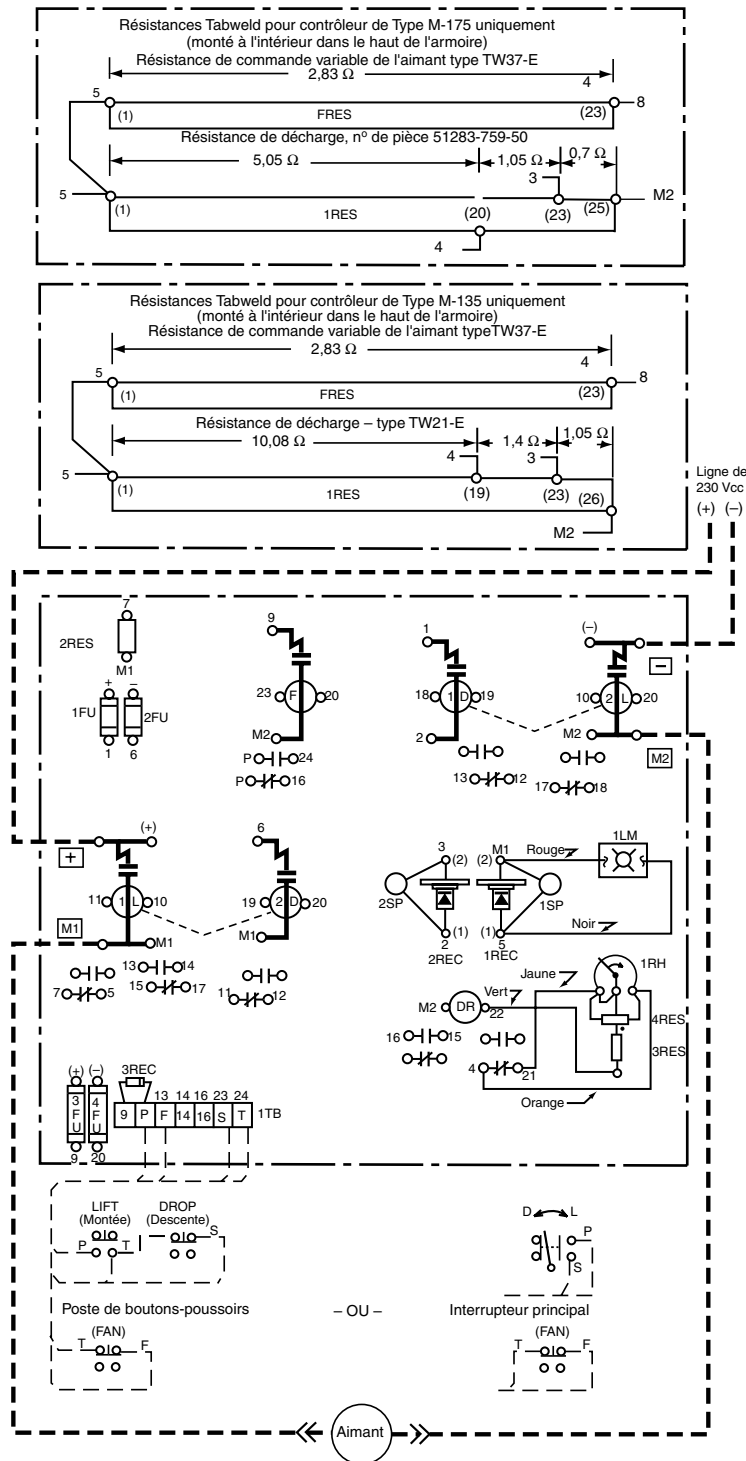 Résistances Tabweld pour contrôleur de Type M-175 uniquement
(monté à l'intérieur dans le haut de l'armoire)
Résistance de commande variable de l'aimant type TW37-E
2,83 Ω
5 4
(1) FRES (23) 8
Résistance de décharge, nº de pièce 51283-759-50
5,05 Ω 1,05 Ω 0,7 Ω
5 3 M2
(1) 1RES (20) (23) (25)
4
Résistances Tabweld pour contrôleur de Type M-135 uniquement
(monté à l'intérieur dans le haut de l'armoire)
Résistance de commande variable de l'aimant typeTW37-E
2,83 Ω
5 4 8
(1) FRES (23)
Résistance de décharge – type TW21-E
10,08 Ω 1,4 Ω 1,05 Ω
4 3
5 (1) 1RES (19) (23) (26)
M2
Ligne de
230 Vcc
(+) (–)
7 9 1 (–)
2RES –
M1
+ – 23 F 20 18 1 D 19 10 2 L 20
1FU 2FU
1 6 M2 2 M2 M2
P 24
P 16 13 12 17 18
(+) 6
+ 3 M1 Rouge 1LM
(2) (2)
11 1 L 10 19 2 D 20 2SP 1SP
M1 M1 M1 Noir
2 (1) (1) 5
2REC 1REC
13 14
7 5 15 17 11 12
Jaune 1RH
Vert
M2 DR 22
16 15 4RES
3RES
4 21
Orange
(+) (–) 3REC
13 14 16 23 24
3 FU 4 FU 9 P F 14 16 S T 1TB
9 20
LIFT DROP
(Montée) (Descente)
P T S
D L
P
S
Poste de boutons-poussoirs – OU – Interrupteur principal
(FAN) (FAN)
T F T F
Aimant